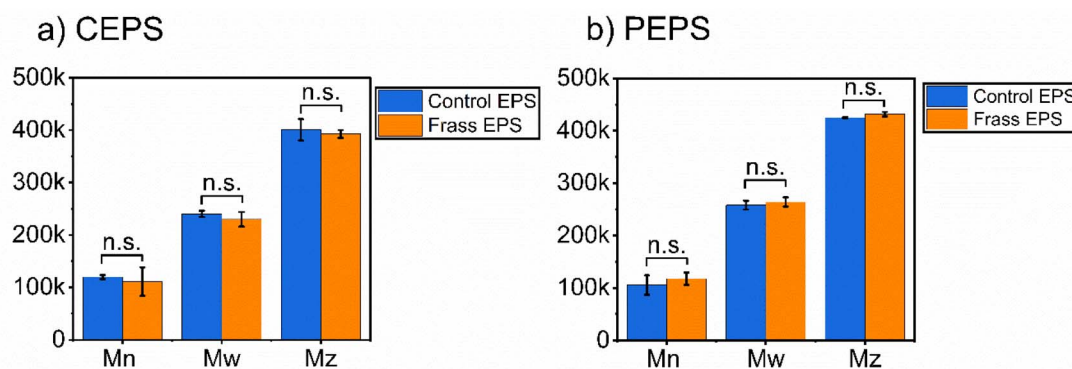 a) CEPS
500k
400k
300k
200k
100k
0
n.s.
n.s.
n.s.
Mn
Mw
Mz
Control EPS
Frass EPS
b) PEPS
500k
400k
300k
200k
100k
0
n.s.
n.s.
n.s.
Mn
Mw
Mz
Control EPS
Frass EPS